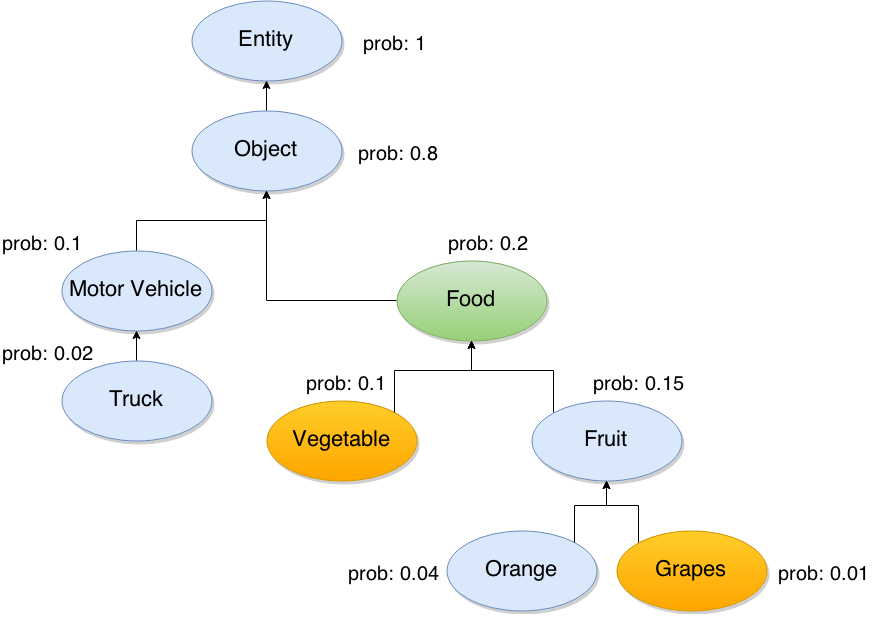 Entity
prob: 1
Object
prob: 0.8
prob: 0.1
Motor Vehicle
prob: 0.2
Food
prob: 0.02
Truck
prob: 0.1
Vegetable
prob: 0.15
Fruit
prob: 0.04
Orange
Grapes
prob: 0.01